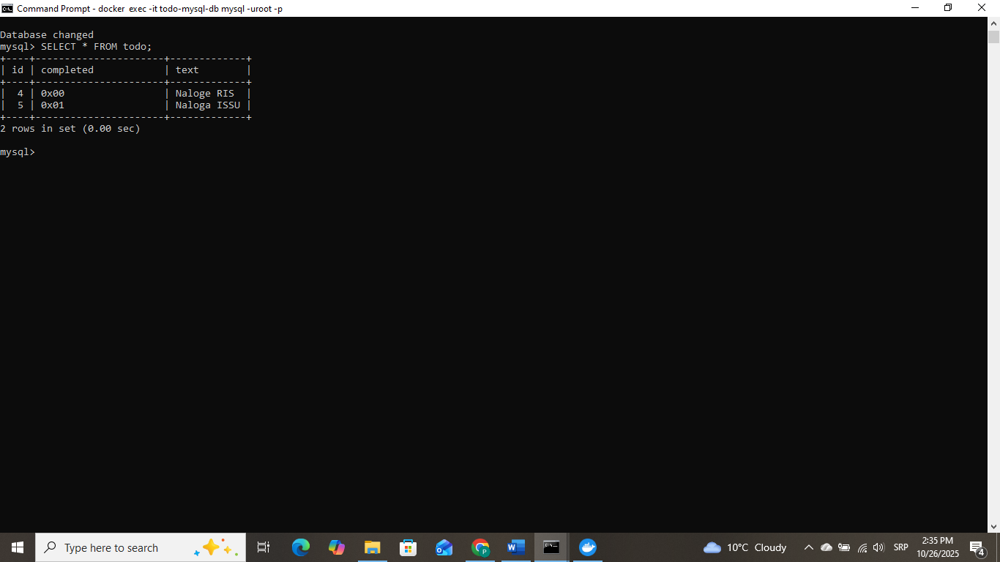 Command Prompt - docker  exec -it todo-mysql-db mysql -uroot -p
Database changed
mysql> SELECT * FROM todo;
+----+----------------------+-------------+
| id | completed            | text        |
+----+----------------------+-------------+
|  4 | 0x00                 | Naloge RIS  |
|  5 | 0x01                 | Naloga ISSU |
+----+----------------------+-------------+
2 rows in set (0.00 sec)
mysql>
Type here to search
10°C  Cloudy
SRP
2:35 PM
10/26/2025
4